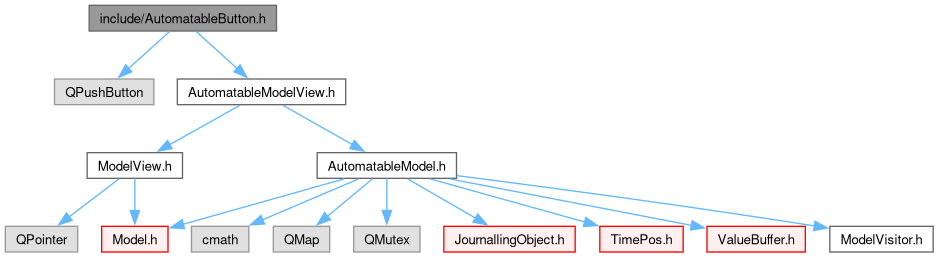 include/AutomatableButton.h
QPushButton
AutomatableModelView.h
ModelView.h
AutomatableModel.h
QPointer
Model.h
cmath
QMap
QMutex
JournallingObject.h
TimePos.h
ValueBuffer.h
ModelVisitor.h